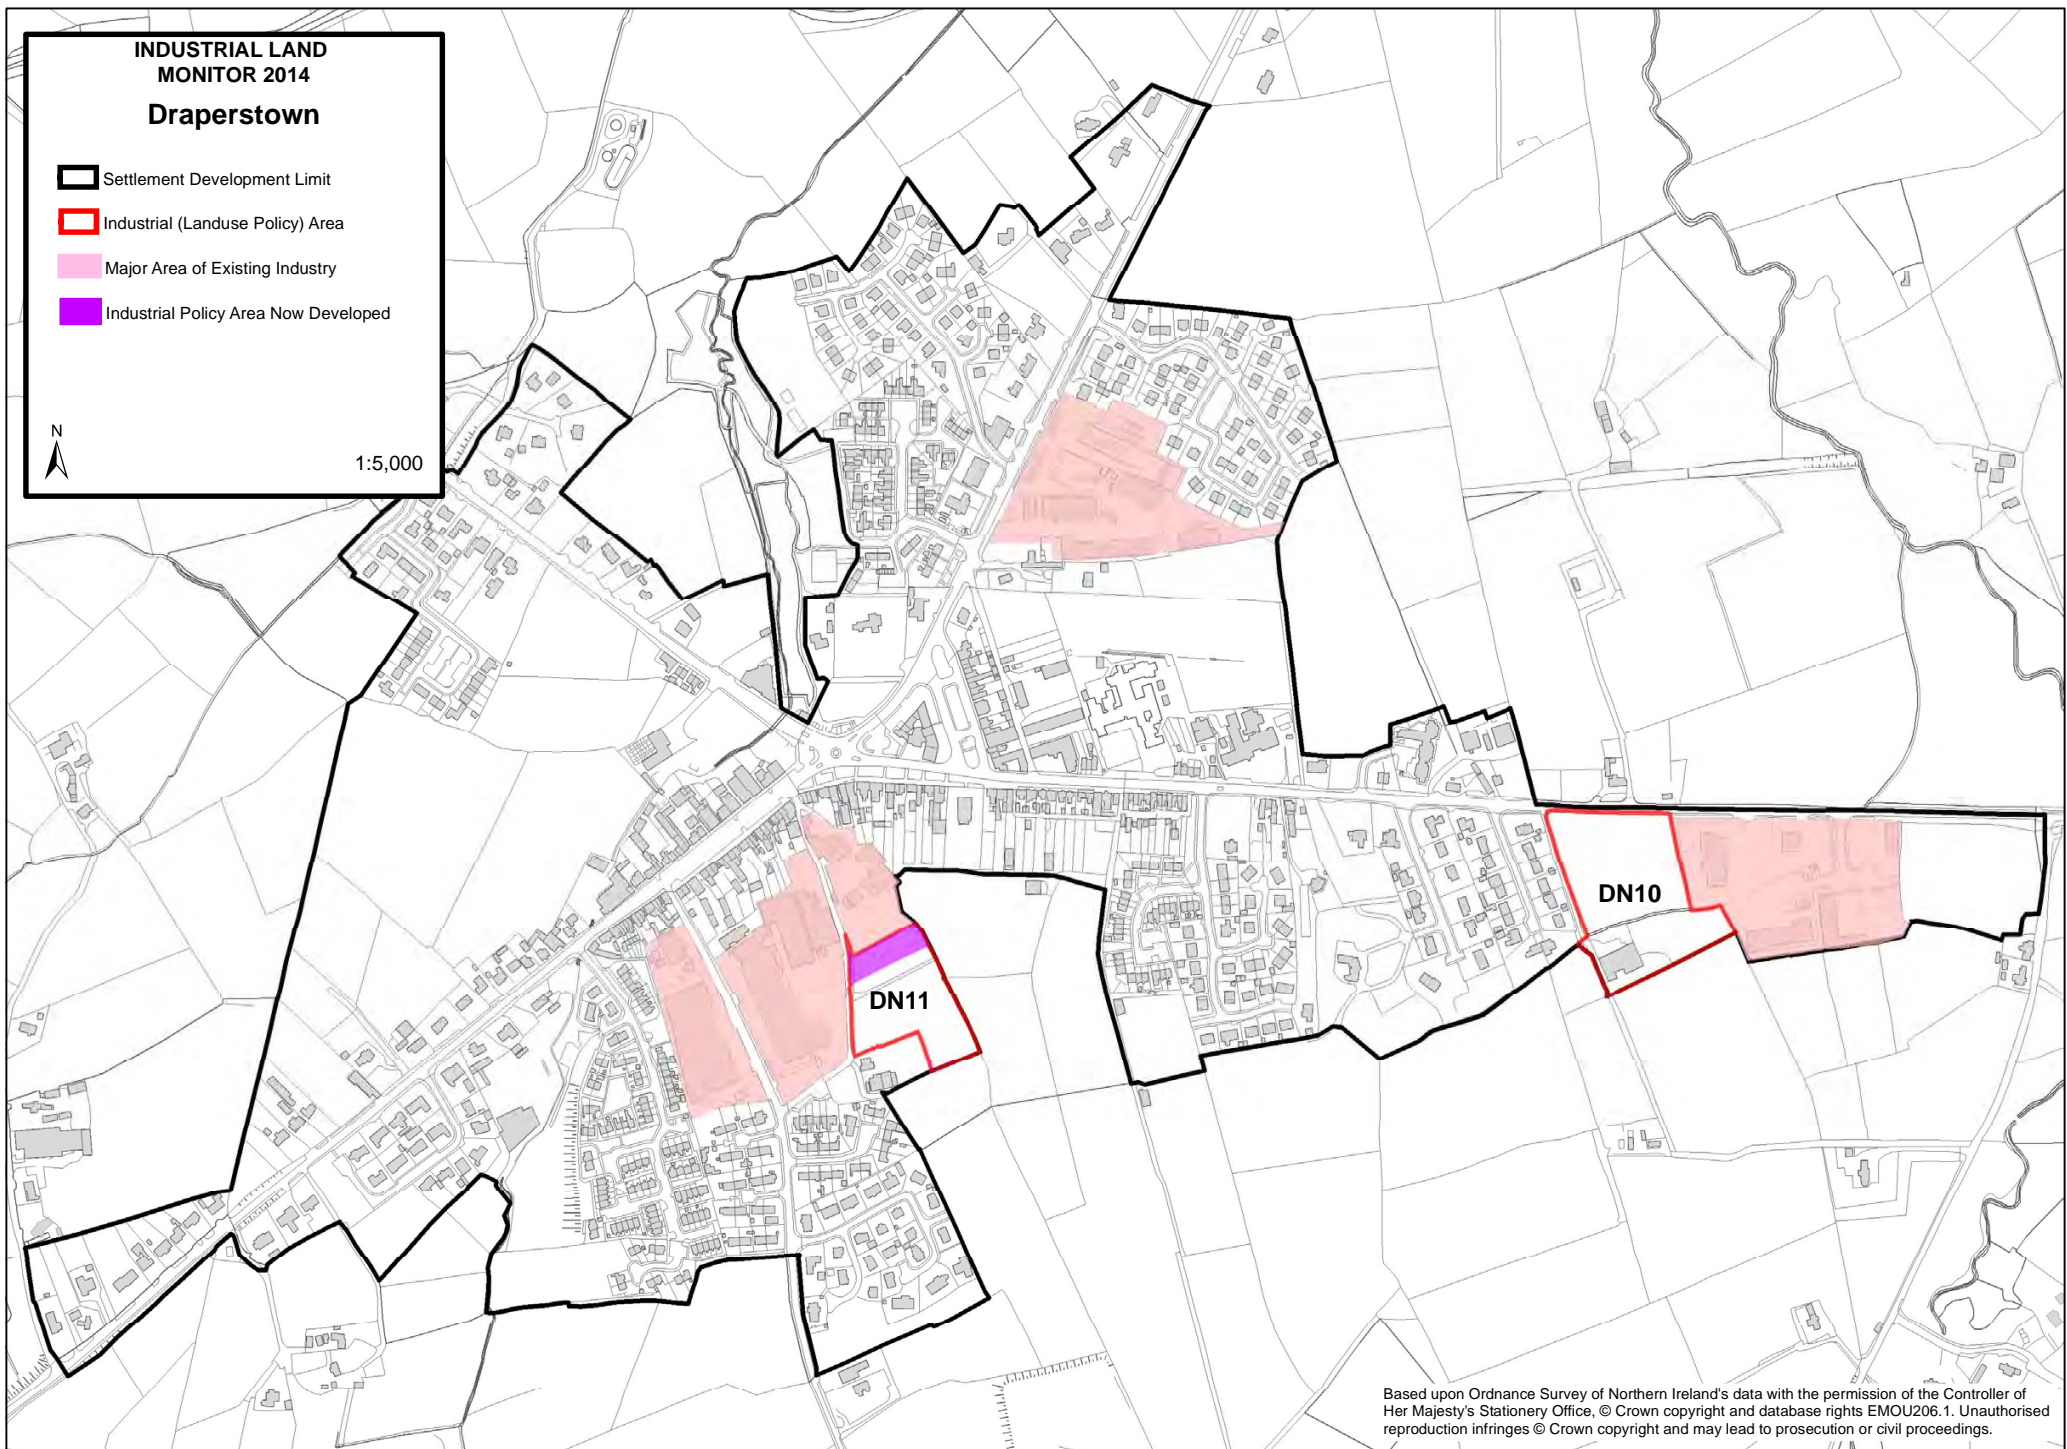 INDUSTRIAL LAND
MONITOR 2014
Draperstown
Settlement Development Limit
Industrial (Landuse Policy) Area
Major Area of Existing Industry
Industrial Policy Area Now Developed
N
1:5,000
DN10
DN11
Based upon Ordnance Survey of Northern Ireland's data with the permission of the Controller of
Her Majesty's Stationery Office, © Crown copyright and database rights EMOU206.1. Unauthorised
reproduction infringes © Crown copyright and may lead to prosecution or civil proceedings.